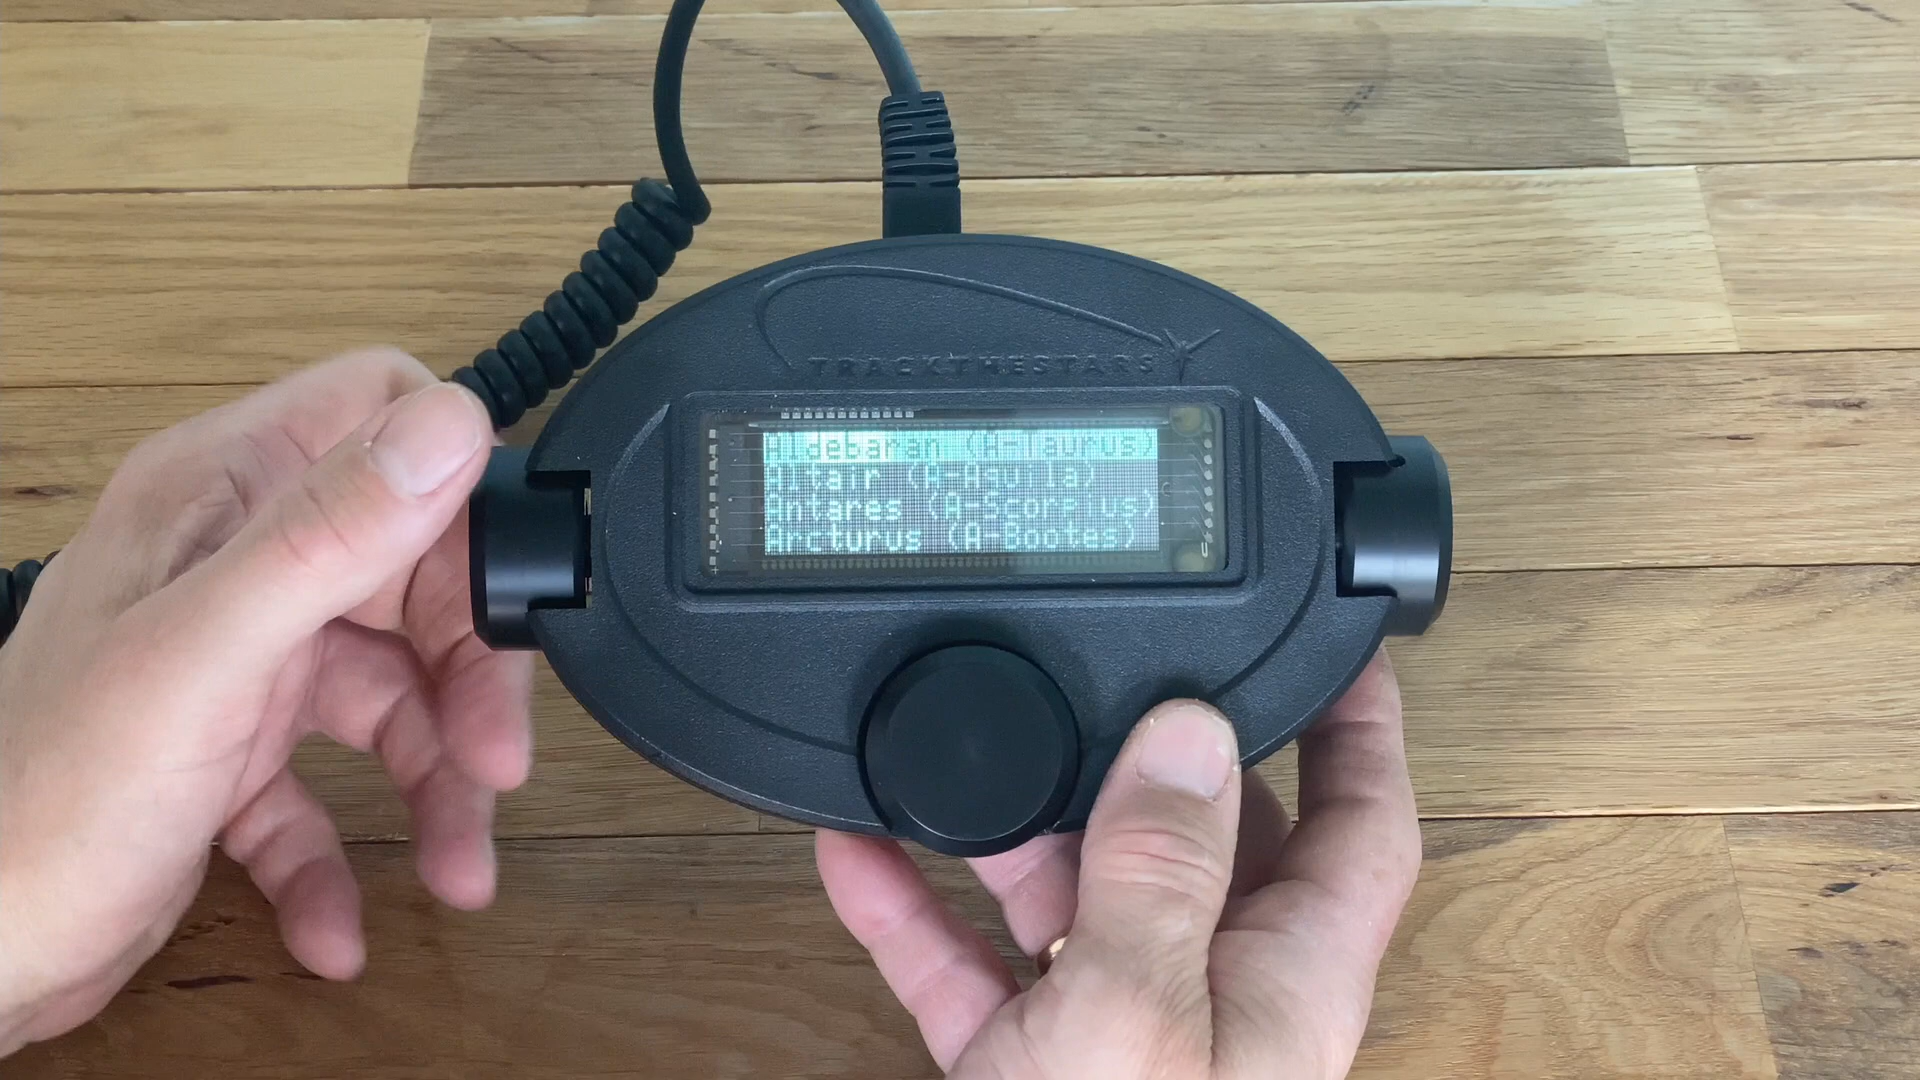 TRACKTHESTARS
Aldebaran (A-Taurus)
Altair (A-Aquila)
Antares (A-Scorpius)
Arcturus (A-Bootes)